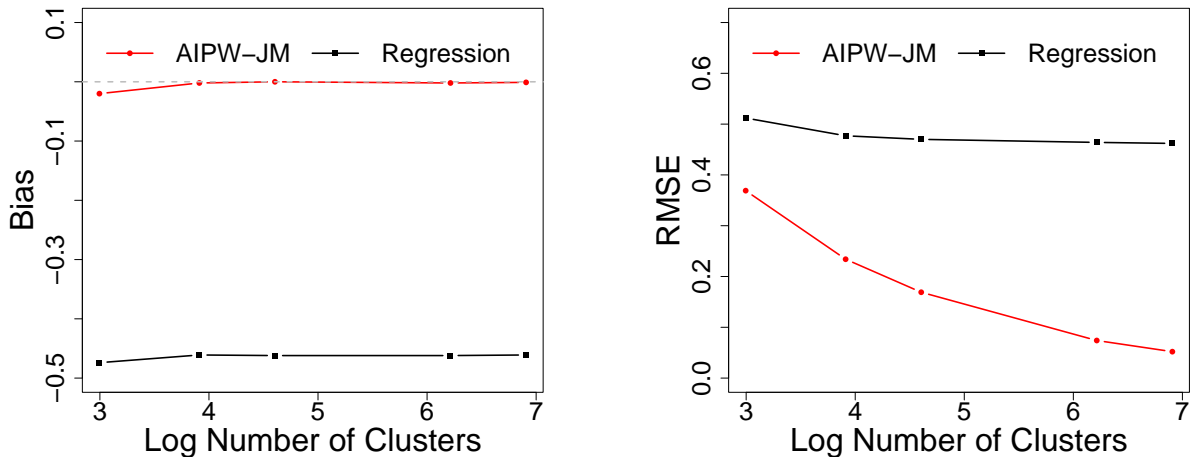 AIPW−JM Regression
0.1
−0.1
−0.3
−0.5
Bias
3 4 5 6 7
Log Number of Clusters
AIPW−JM Regression
0.6
0.4
0.2
0.0
RMSE
3 4 5 6 7
Log Number of Clusters